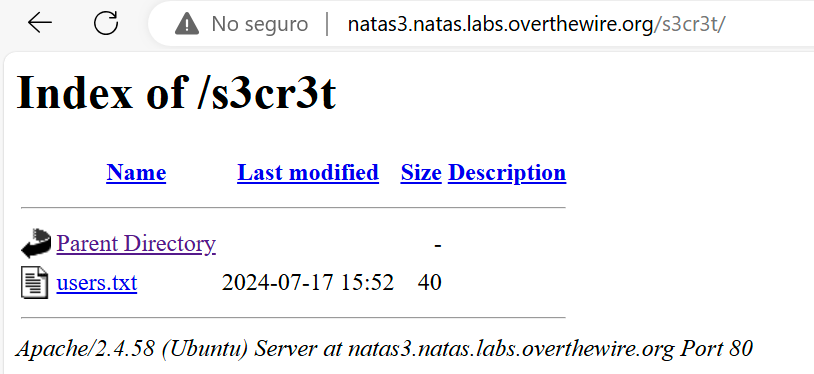 No seguro | natas3.natas.labs.overthewire.org/s3cr3t/
Index of /s3cr3t
Name Last modified Size Description
Parent Directory -
users.txt 2024-07-17 15:52 40
Apache/2.4.58 (Ubuntu) Server at natas3.natas.labs.overthewire.org Port 80